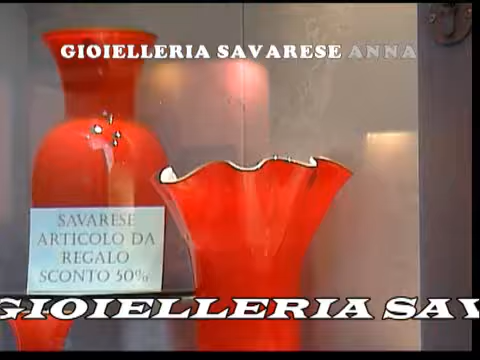 GIOIELLERIA SAVARESE ANNA
SAVARESE
ARTICOLO DA
REGALO
SCONTO 50%
GIOIELLERIA SAV